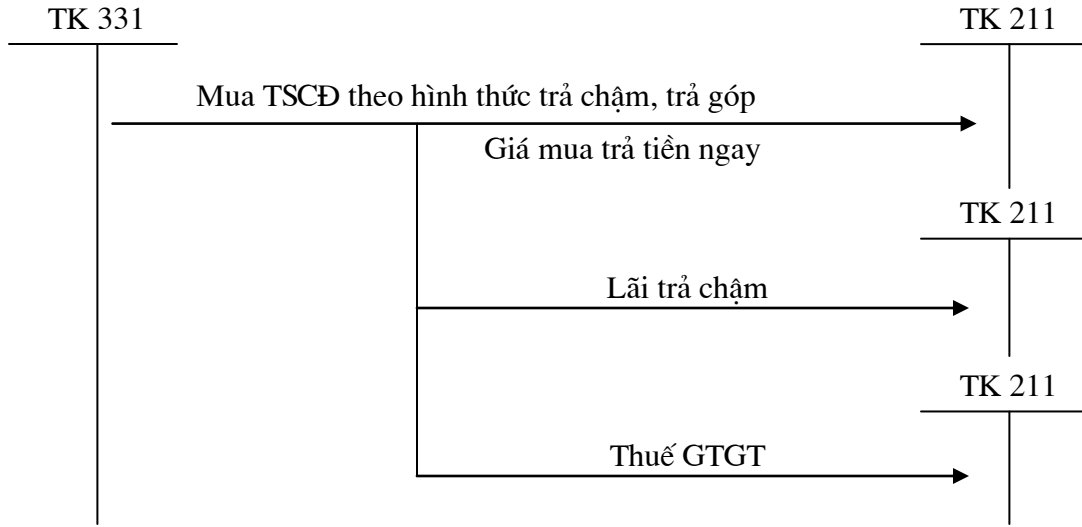 TK 331
TK 211
Mua TSCĐ theo hình thức trả chậm, trả góp
Giá mua trả tiền ngay
TK 211
Lãi trả chậm
TK 211
Thuế GTGT